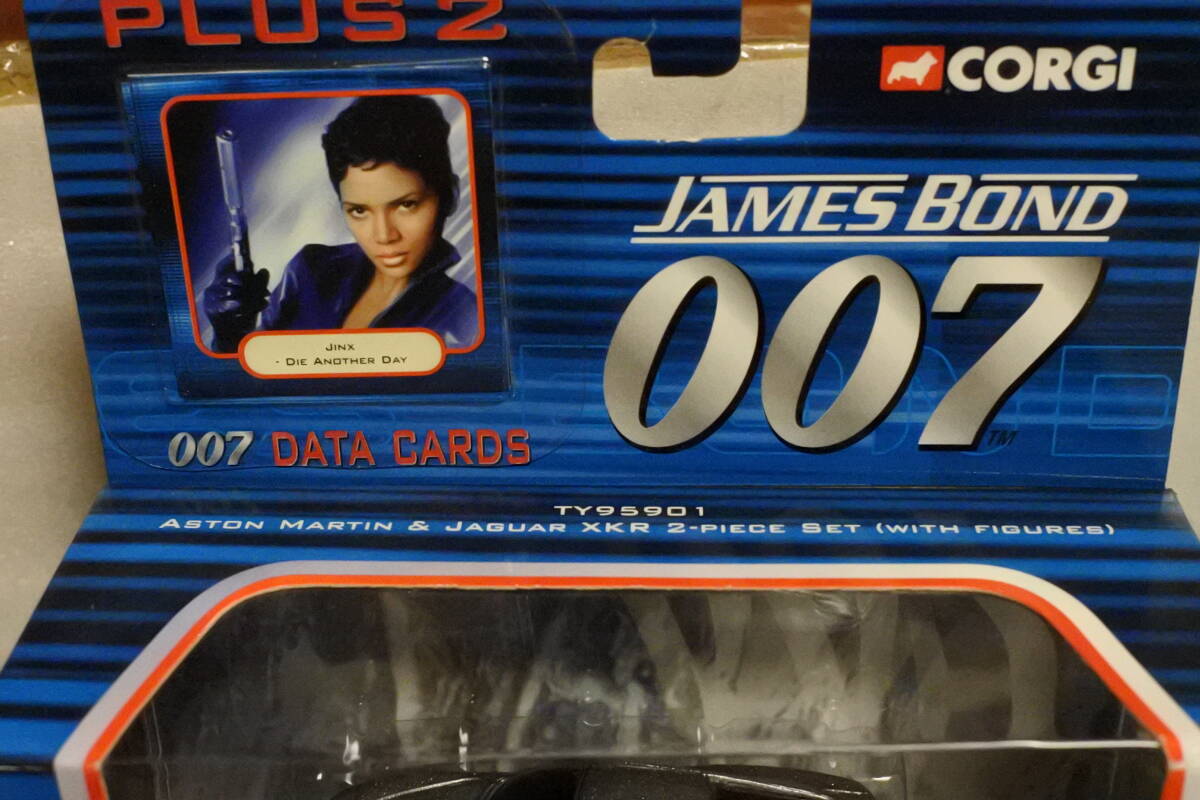 PLUS 2
CORGI
JAMES BOND
007 TM
JINX
- DIE ANOTHER DAY
007 DATA CARDS
TY95901
ASTON MARTIN & JAGUAR XKR 2-PIECE SET (WITH FIGURES)